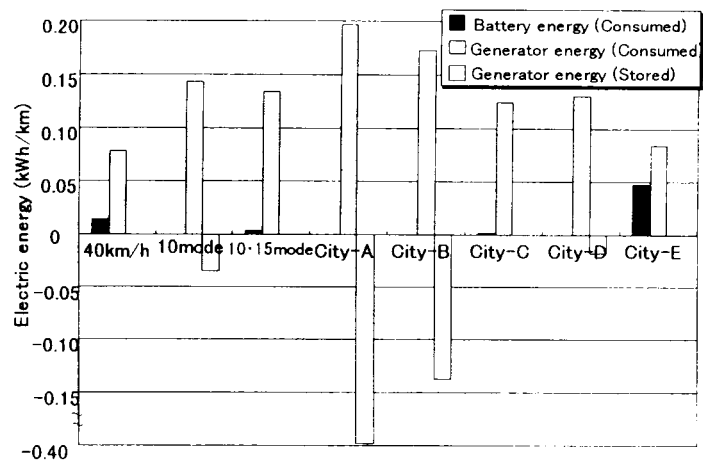 Battery energy (Consumed)
Generator energy (Consumed)
Generator energy (Stored)
Electric energy (kWh/km)
0.20
0.15
0.10
0.05
0
-0.05
-0.10
-0.15
-0.40
40km/h 10mode 10·15mode City-A City-B City-C City-D City-E